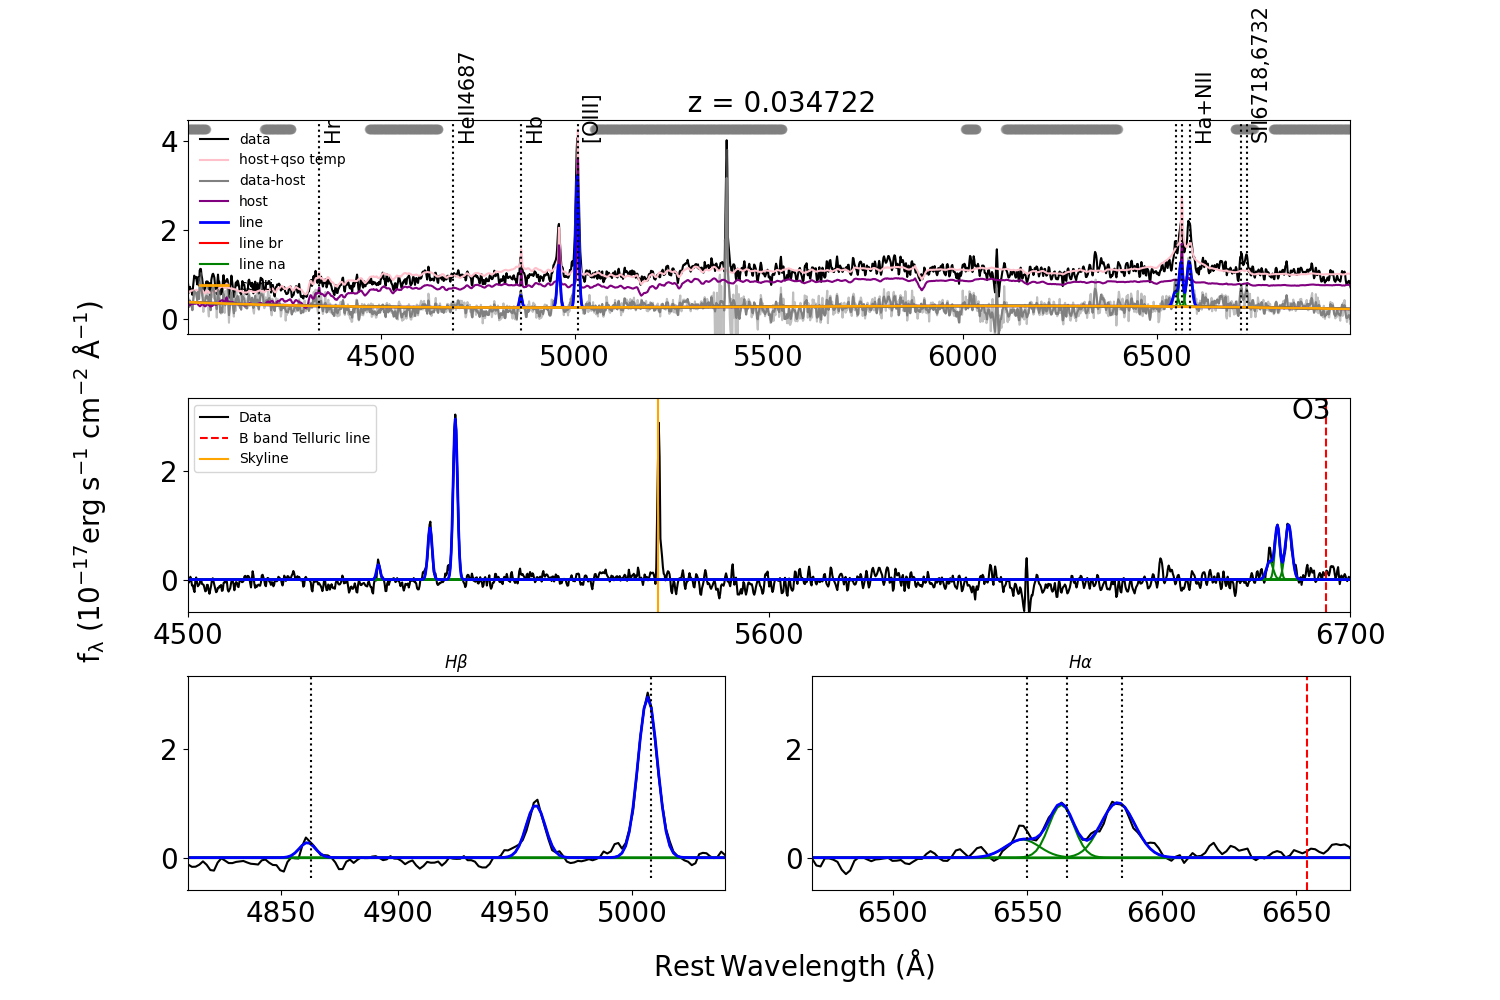 z = 0.034722
Hr
HeII4687
Hb
[OIII]
Ha+NII
SII6718,6732
data
host+qso temp
data-host
host
line
line br
line na
4
2
0
4500
5000
5500
6000
6500
Data
B band Telluric line
Skyline
O3
2
0
4500
5600
6700
Hβ
2
0
4850
4900
4950
5000
Hα
2
0
6500
6550
6600
6650
f_λ (10⁻¹⁷erg s⁻¹ cm⁻² Å⁻¹)
Rest Wavelength (Å)